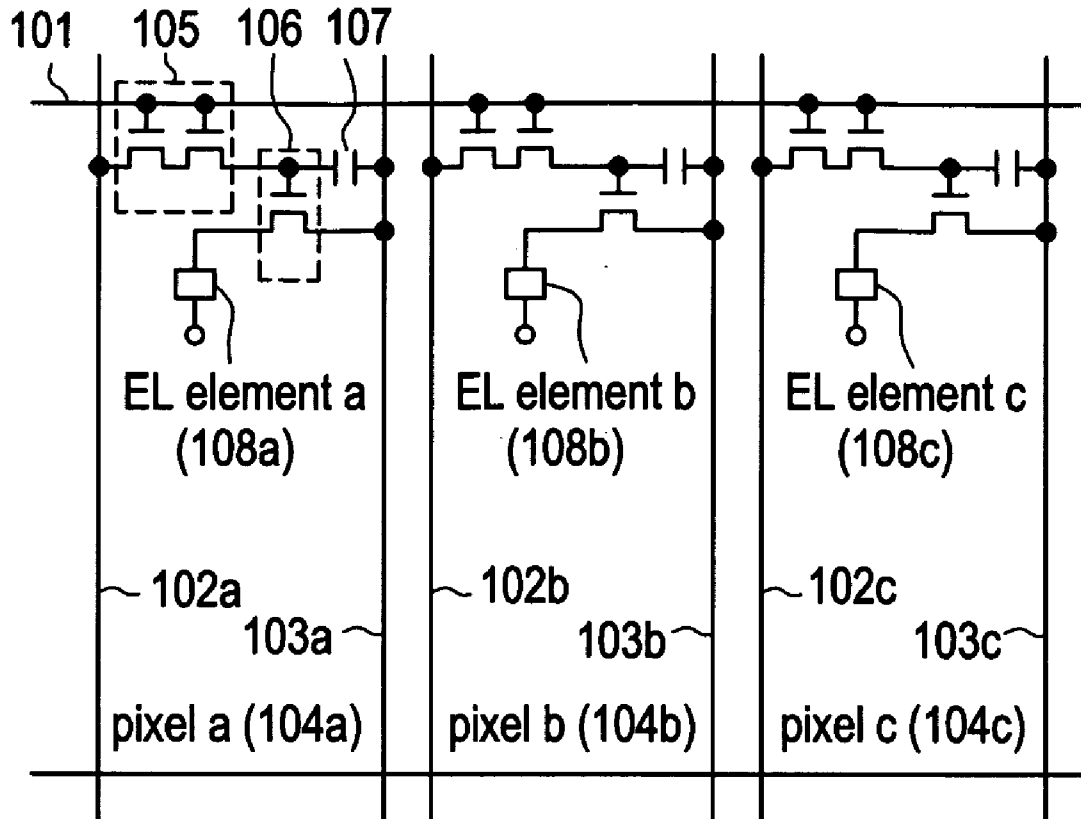 101
105
106
107
EL element a
(108a)
EL element b
(108b)
EL element c
(108c)
102a
103a
102b
103b
102c
103c
pixel a (104a)
pixel b (104b)
pixel c (104c)